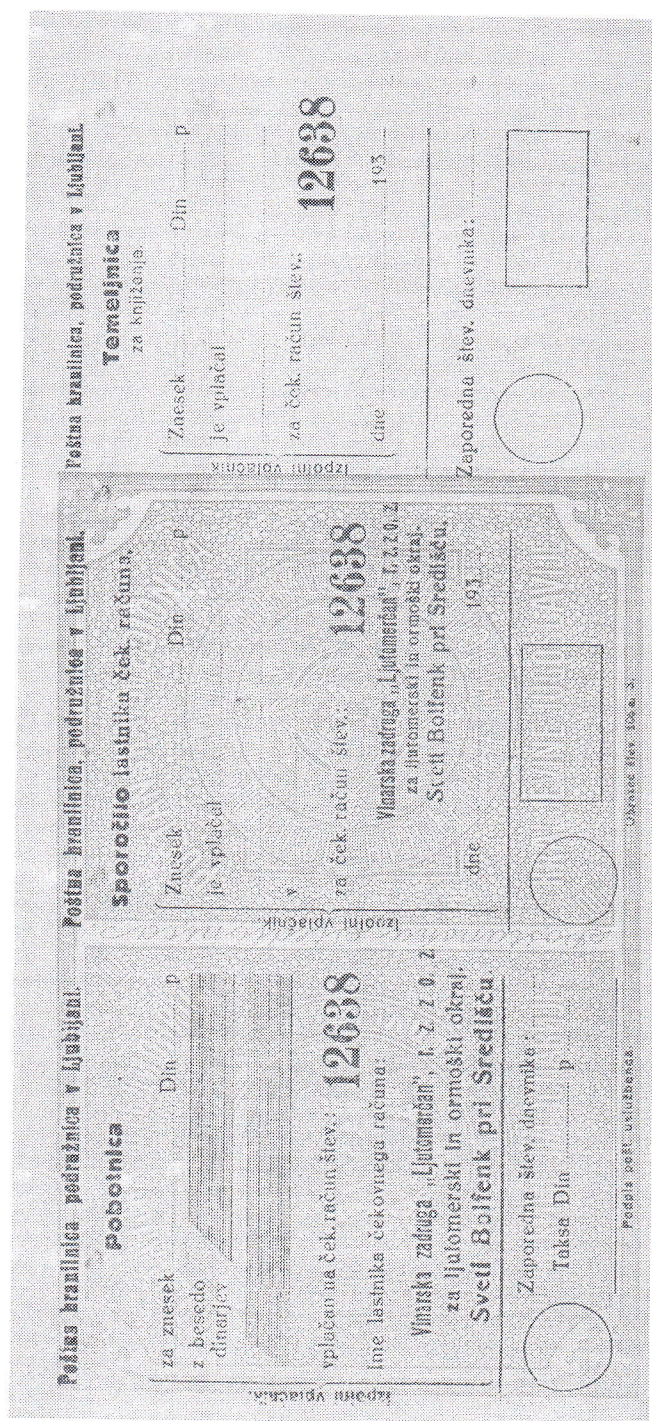 Poštna hranilnica podružnica v Ljubljani.
Pobotnica
za znesek Din p
z besedo
dinarjev
vplačan na ček. račun štev.: 12638
ime lastnika čekovnega računa:
Vinarska zadruga „Ljutomerčan", r. z. z o. z.
za ljutomerski in ormoški okraj.
Sveti Bolfenk pri Središču.
Izpolni vplačnik.
Zaporedna štev. dnevnika:
Taksa Din p
Podpis pošt. uslužbenca.
Poštna hranilnica, podružnica v Ljubljani.
Sporočilo lastniku ček. računa.
Znesek Din p
je vplačal
v
za ček račun štev.: 12638
Vinarska zadruga „Ljutomerčan", r. z. z o. z.
za ljutomerski in ormoški okraj.
Sveti Bolfenk pri Središču.
dne 193
Izpolni vplačnik.
Obrazec štev.
Poštna hranilnica, podružnica v Ljubljani.
Temeljnica
za knjiženje.
Znesek Din p
je vplačal
za ček. račun štev.: 12638
dne 193
Izpolni vplačnik
Zaporedna štev. dnevnika: